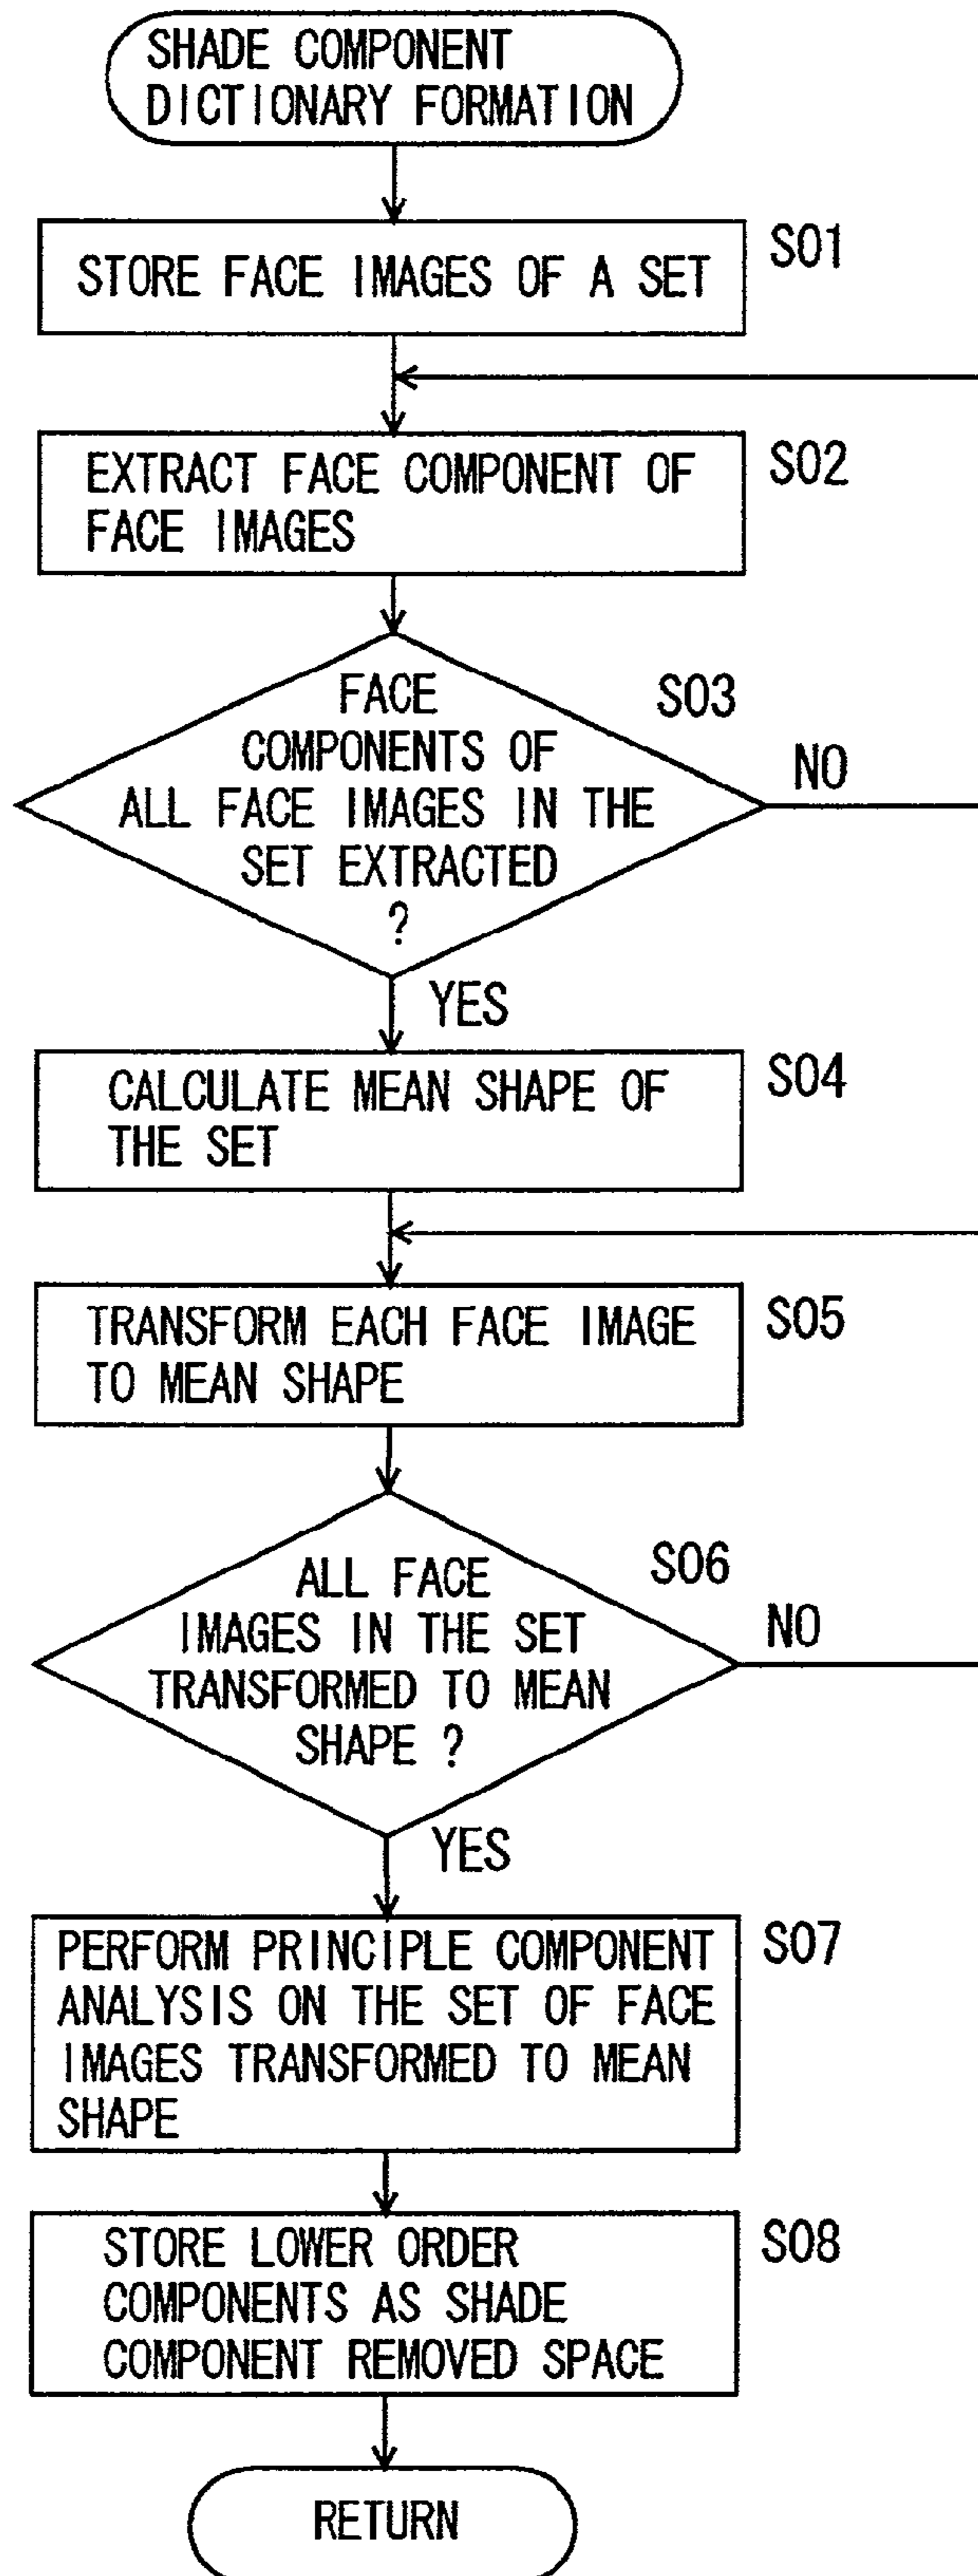 SHADE COMPONENT
DICTIONARY FORMATION
STORE FACE IMAGES OF A SET
S01
EXTRACT FACE COMPONENT OF
FACE IMAGES
S02
FACE
COMPONENTS OF
ALL FACE IMAGES IN THE
SET EXTRACTED
?
S03
NO
YES
CALCULATE MEAN SHAPE OF
THE SET
S04
TRANSFORM EACH FACE IMAGE
TO MEAN SHAPE
S05
ALL FACE
IMAGES IN THE SET
TRANSFORMED TO MEAN
SHAPE ?
S06
NO
YES
PERFORM PRINCIPLE COMPONENT
ANALYSIS ON THE SET OF FACE
IMAGES TRANSFORMED TO MEAN
SHAPE
S07
STORE LOWER ORDER
COMPONENTS AS SHADE
COMPONENT REMOVED SPACE
S08
RETURN